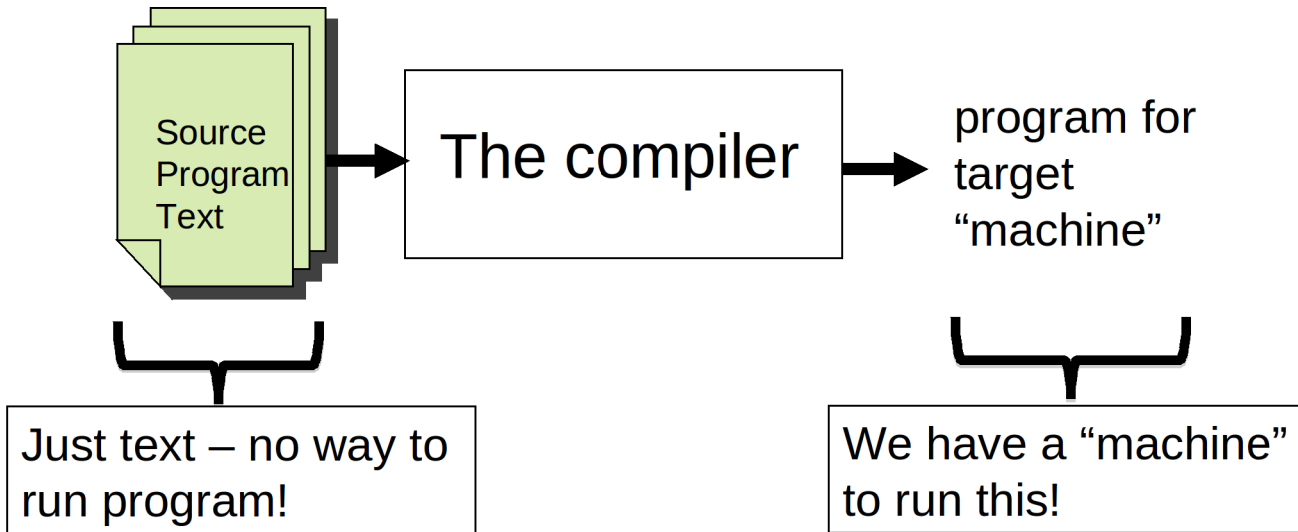 Source
Program
Text
The compiler
program for
target
“machine”
Just text – no way to
run program!
We have a “machine”
to run this!